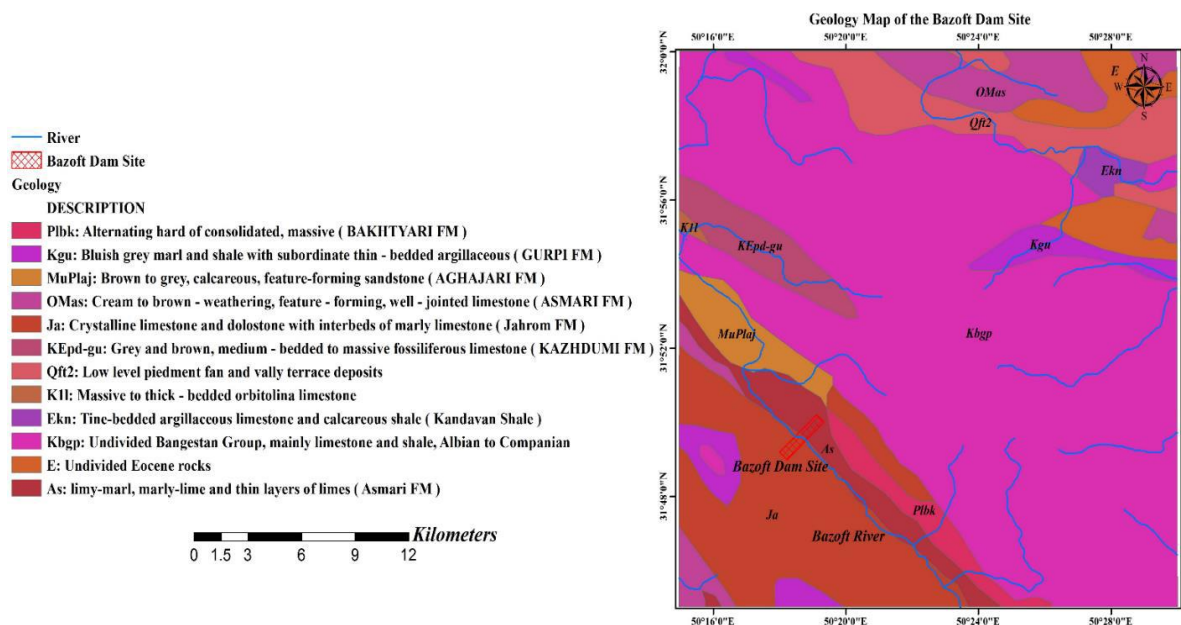 River
Bazoft Dam Site
Geology
DESCRIPTION
Plbk: Alternating hard of consolidated, massive ( BAKHTYARI FM )
Kgu: Bluish grey marl and shale with subordinate thin - bedded argillaceous ( GURPI FM )
MuPlaj: Brown to grey, calcareous, feature-forming sandstone ( AGHAJARI FM )
OMas: Cream to brown - weathering, feature - forming, well - jointed limestone ( ASMARI FM )
Ja: Crystalline limestone and dolostone with interbeds of marly limestone ( Jahrom FM )
KEpd-gu: Grey and brown, medium - bedded to massive fossiliferous limestone ( KAZHDUMI FM )
Qft2: Low level piedment fan and vally terrace deposits
K1l: Massive to thick - bedded orbitolina limestone
Ekn: Tine-bedded argillaceous limestone and calcareous shale ( Kandavan Shale )
Kbgp: Undivided Bangestan Group, mainly limestone and shale, Albian to Companian
E: Undivided Eocene rocks
As: limy-marl, marly-lime and thin layers of limes ( Asmari FM )
Kilometers
0 1.5 3 6 9 12
Geology Map of the Bazoft Dam Site
50°16'0"E 50°20'0"E 50°24'0"E 50°28'0"E
32°0'0"N
E
N
W E
S
OMas
Qft2
Ekn
31°56'0"N
K1l
KEpd-gu
Kgn
MuPlaj
Kbgp
31°52'0"N
As
Bazoft Dam Site
31°48'0"N
Ja
Plbk
Bazoft River
50°16'0"E 50°20'0"E 50°24'0"E 50°28'0"E